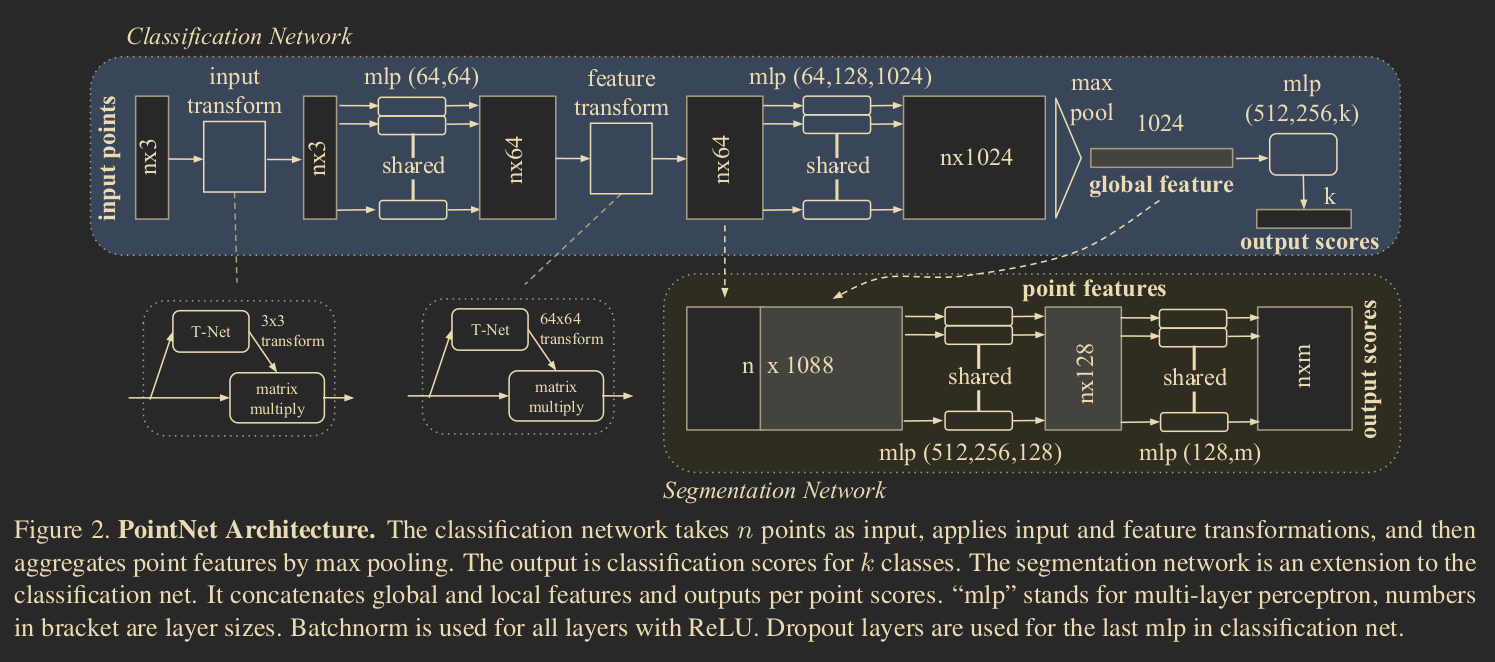 Classification Network
input points
nx3
input
transform
nx3
mlp (64,64)
shared
nx64
feature
transform
nx64
mlp (64,128,1024)
shared
nx1024
max
pool
1024
global feature
mlp
(512,256,k)
k
output scores
T-Net
3x3
transform
matrix
multiply
T-Net
64x64
transform
matrix
multiply
point features
n x 1088
shared
mlp (512,256,128)
nx128
shared
mlp (128,m)
nxm
output scores
Segmentation Network
Figure 2. PointNet Architecture. The classification network takes n points as input, applies input and feature transformations, and then
aggregates point features by max pooling. The output is classification scores for k classes. The segmentation network is an extension to the
classification net. It concatenates global and local features and outputs per point scores. “mlp” stands for multi-layer perceptron, numbers
in bracket are layer sizes. Batchnorm is used for all layers with ReLU. Dropout layers are used for the last mlp in classification net.